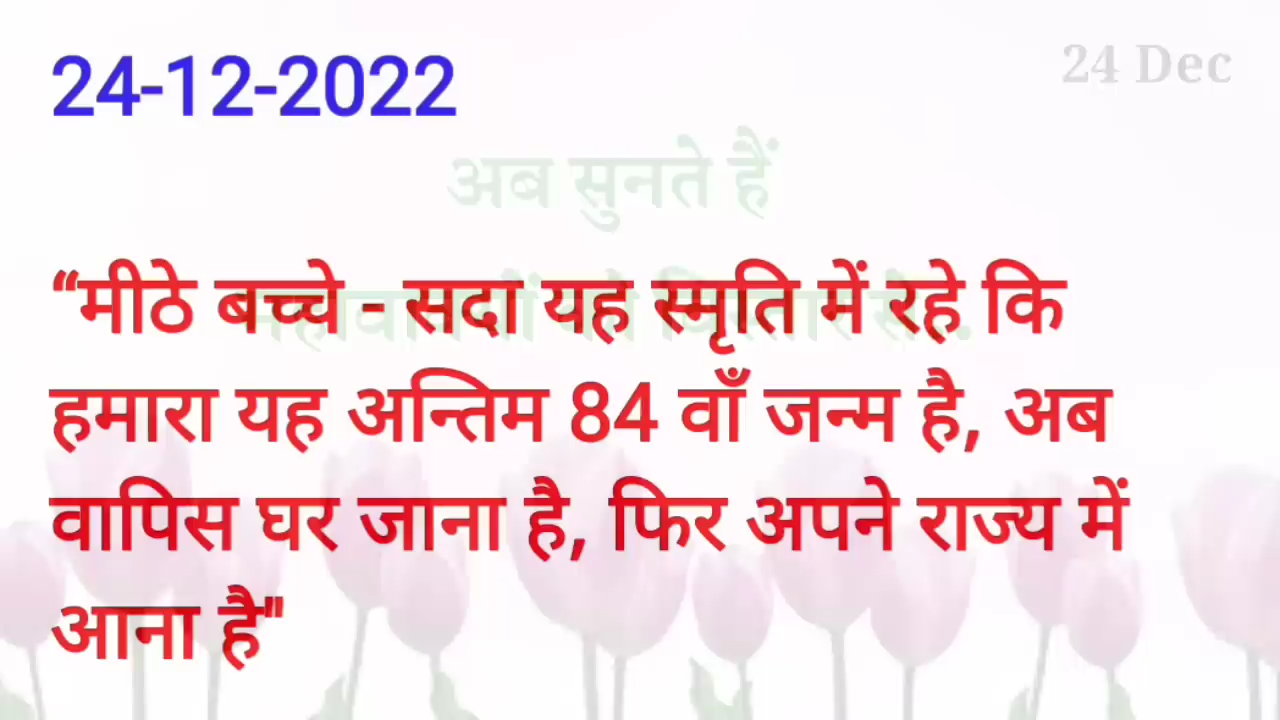 24-12-2022
24 Dec
अब सुनते हैं
“मीठे बच्चे - सदा यह स्मृति में रहे कि
हमारा यह अन्तिम 84 वाँ जन्म है, अब
वापिस घर जाना है, फिर अपने राज्य में
आना है"